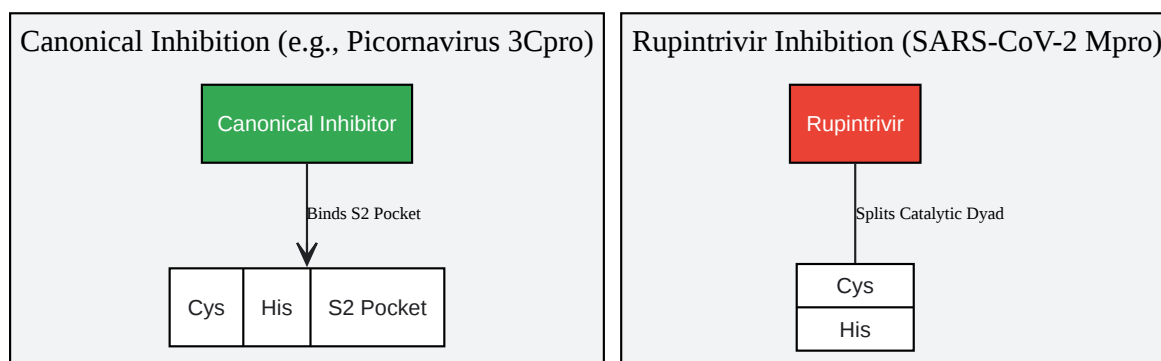 Canonical Inhibition (e.g., Picornavirus 3Cpro)
Canonical Inhibitor
Binds S2 Pocket
Cys
His
S2 Pocket
Rupintrivir Inhibition (SARS-CoV-2 Mpro)
Rupintrivir
Splits Catalytic Dyad
Cys
His